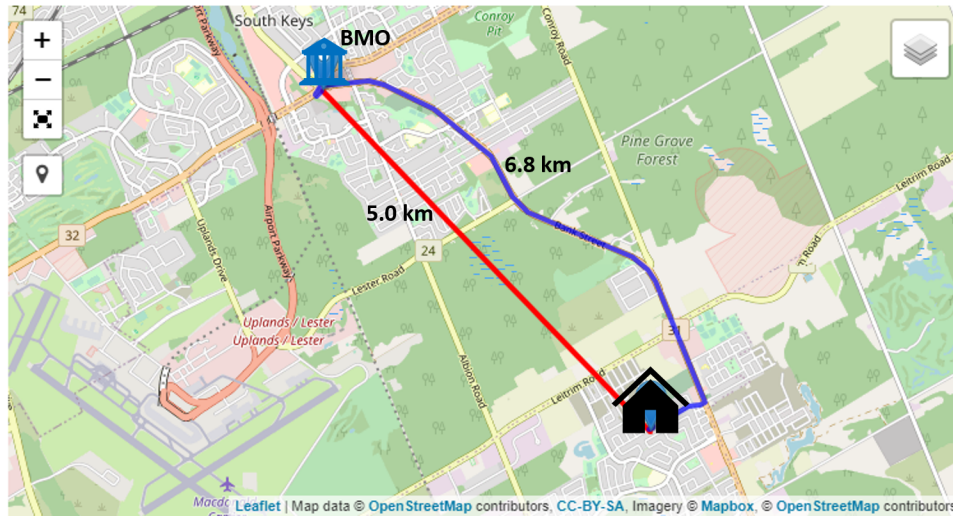 74
South Keys
Conroy
Pit
Conroy Road
BMO
Airport Parkway
+
−
Pine Grove
Forest
6.8 km
Leitrim Road
5.0 km
32
Uplands Drive
24
Bank Street
Lester Road
Uplands / Lester
Uplands / Lester
31
Albion Road
Leitrim Road
Leaflet | Map data © OpenStreetMap contributors, CC-BY-SA, Imagery © Mapbox, © OpenStreetMap contributors